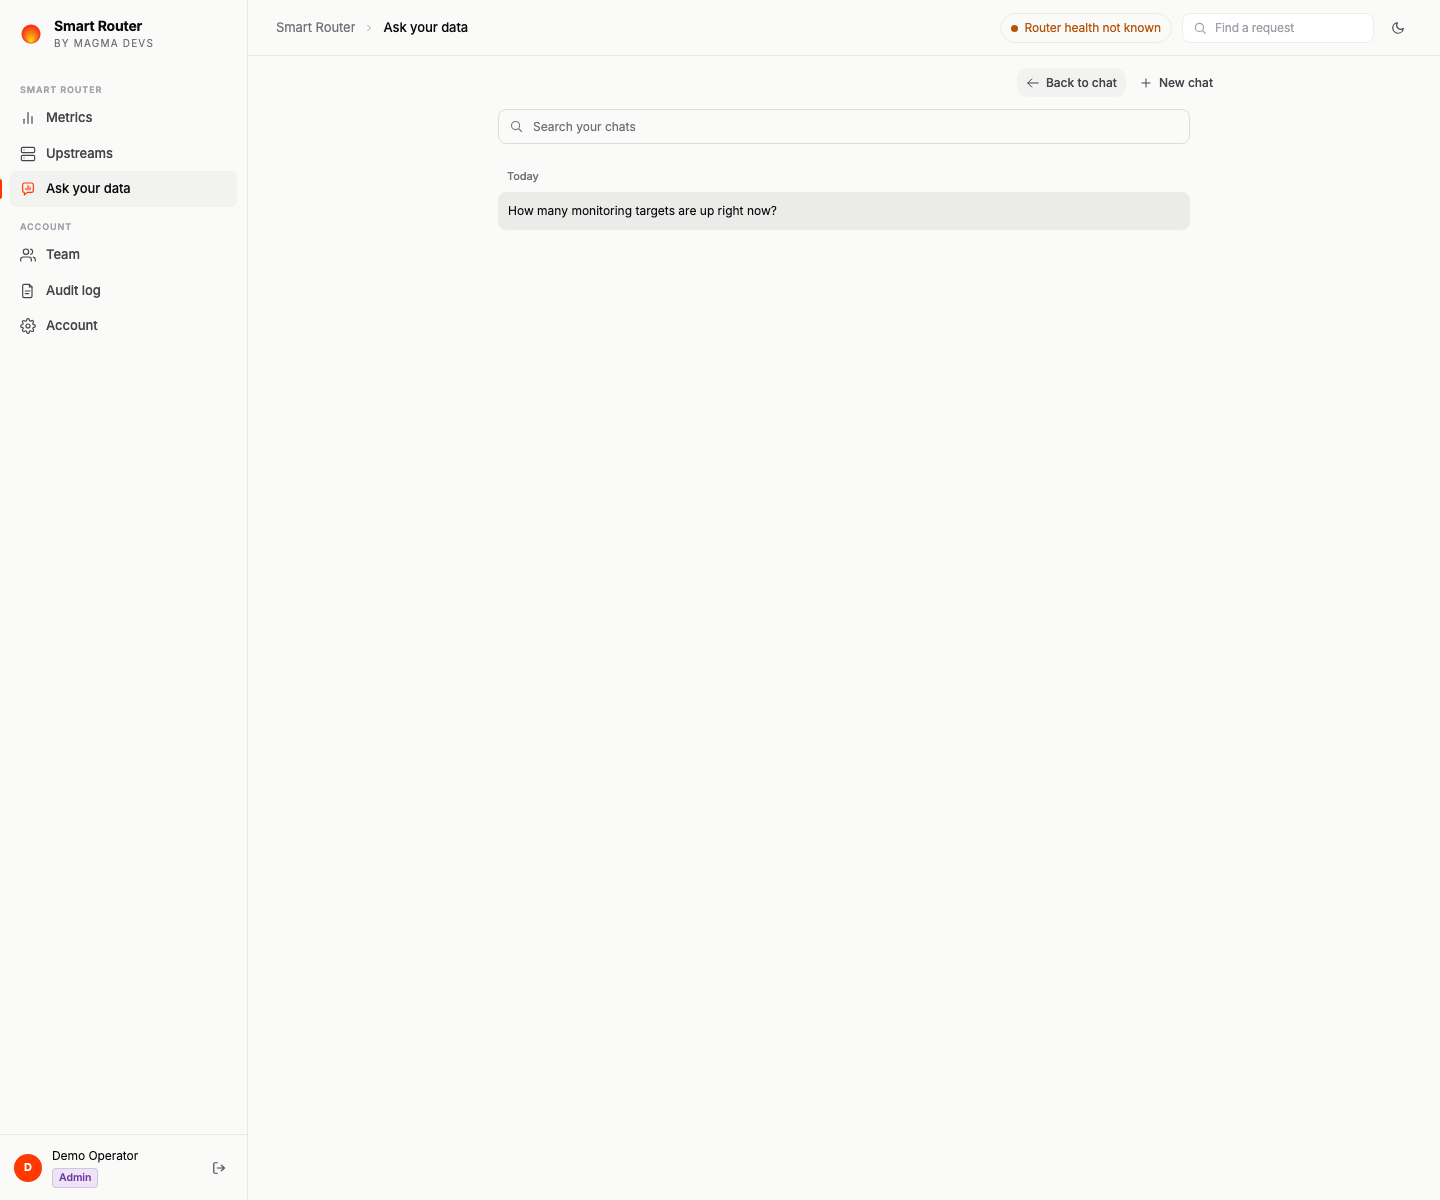 Smart Router
BY MAGMA DEVS
SMART ROUTER
Metrics
Upstreams
Ask your data
ACCOUNT
Team
Audit log
Account
D
Demo Operator
Admin
Smart Router > Ask your data
Router health not known
Find a request
Back to chat
New chat
Search your chats
Today
How many monitoring targets are up right now?